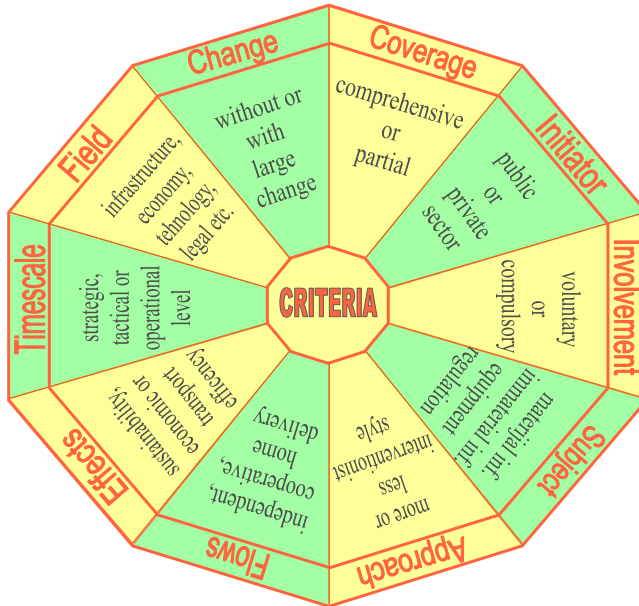 CRITERIA
Coverage
comprehensive
or
partial
Initiator
public
or
private
sector
Involvement
voluntary
or
compulsory
Subject
material inf.
immaterial inf.
equipment
regulation
Approach
more or
less
interventionist
style
Flows
independent,
cooperative,
home
delivery
Effects
sustainability,
economic or
transport
efficency
Timescale
strategic,
tactical or
operational
level
Field
infrastructure,
economy,
tehnology,
legal etc.
Change
without or
with
large
change